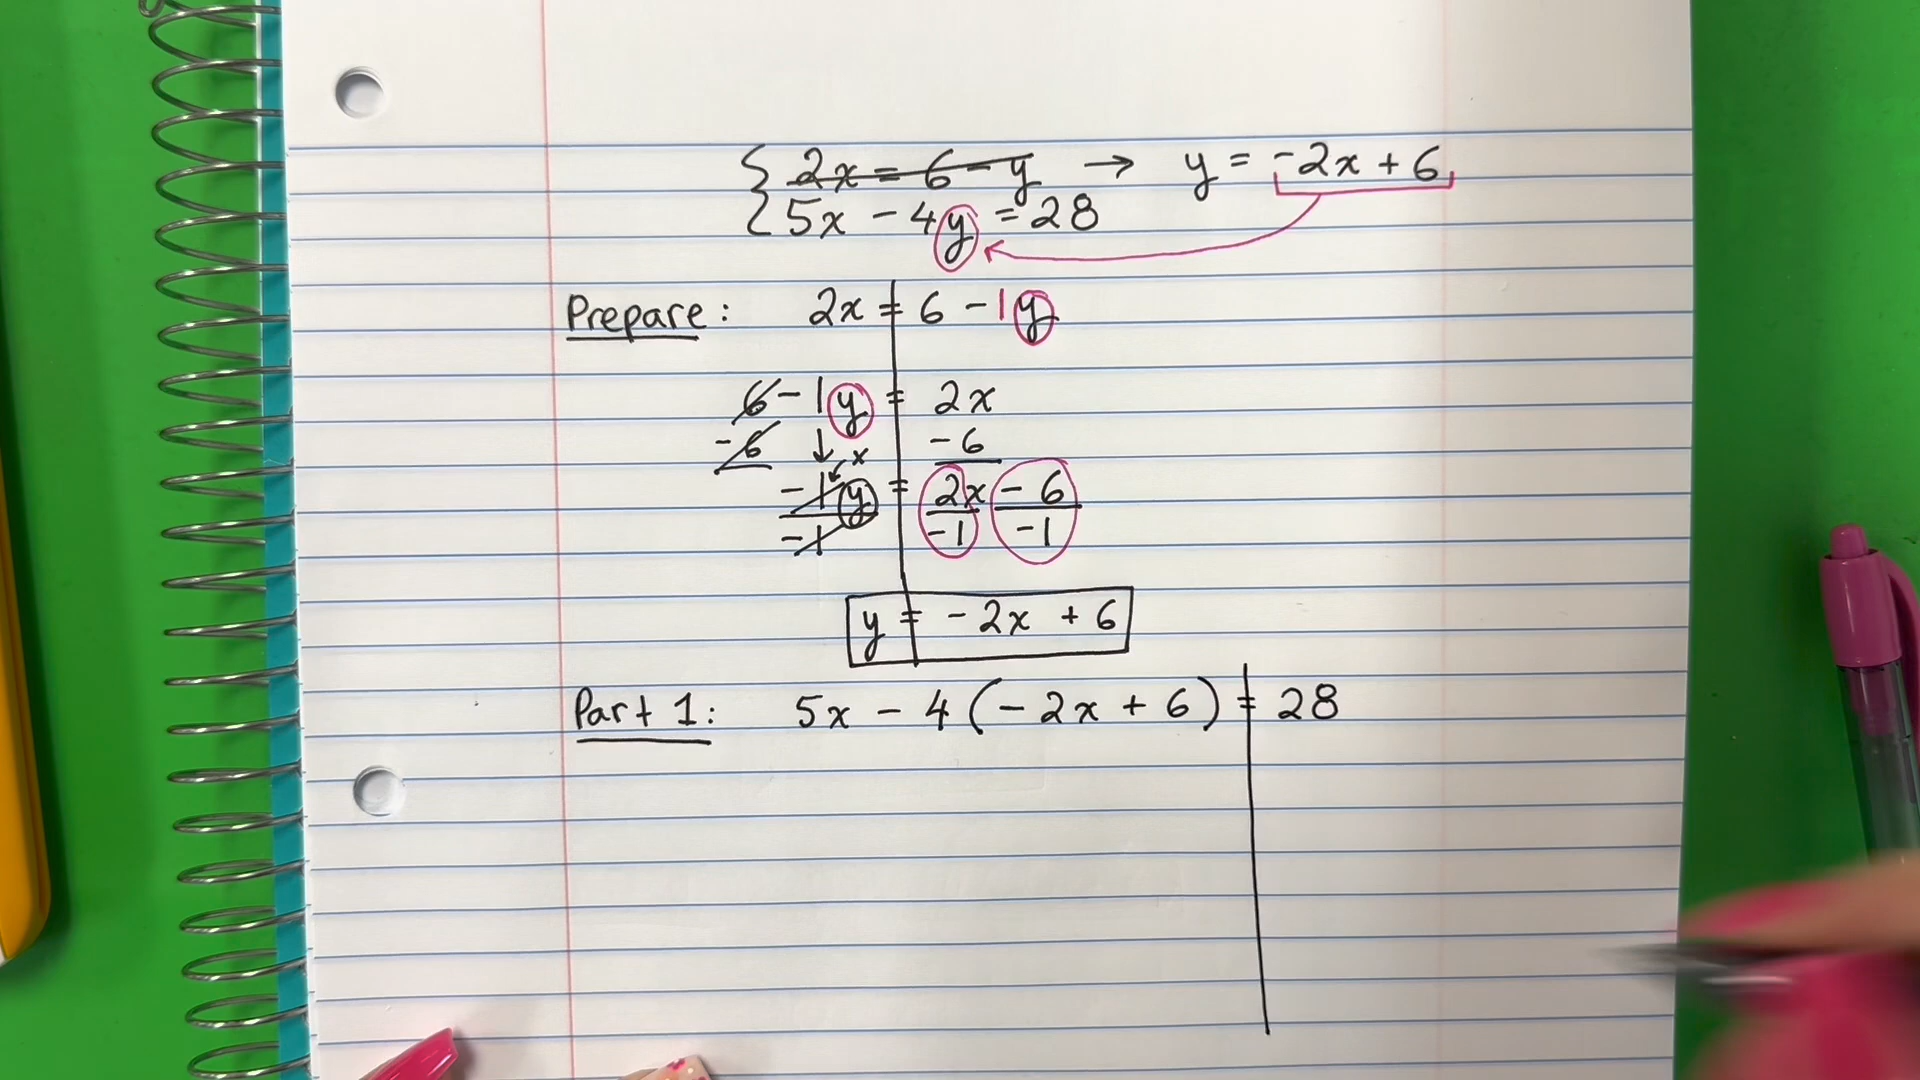 { 2x = 6 - y → y = -2x + 6
{ 5x - 4y = 28
Prepare: 2x = 6 - 1y
6 - 1y = 2x
-6 ↓ -6
x
-1y = 2x - 6
-1 -1 -1
y = -2x + 6
Part 1: 5x - 4(-2x + 6) = 28